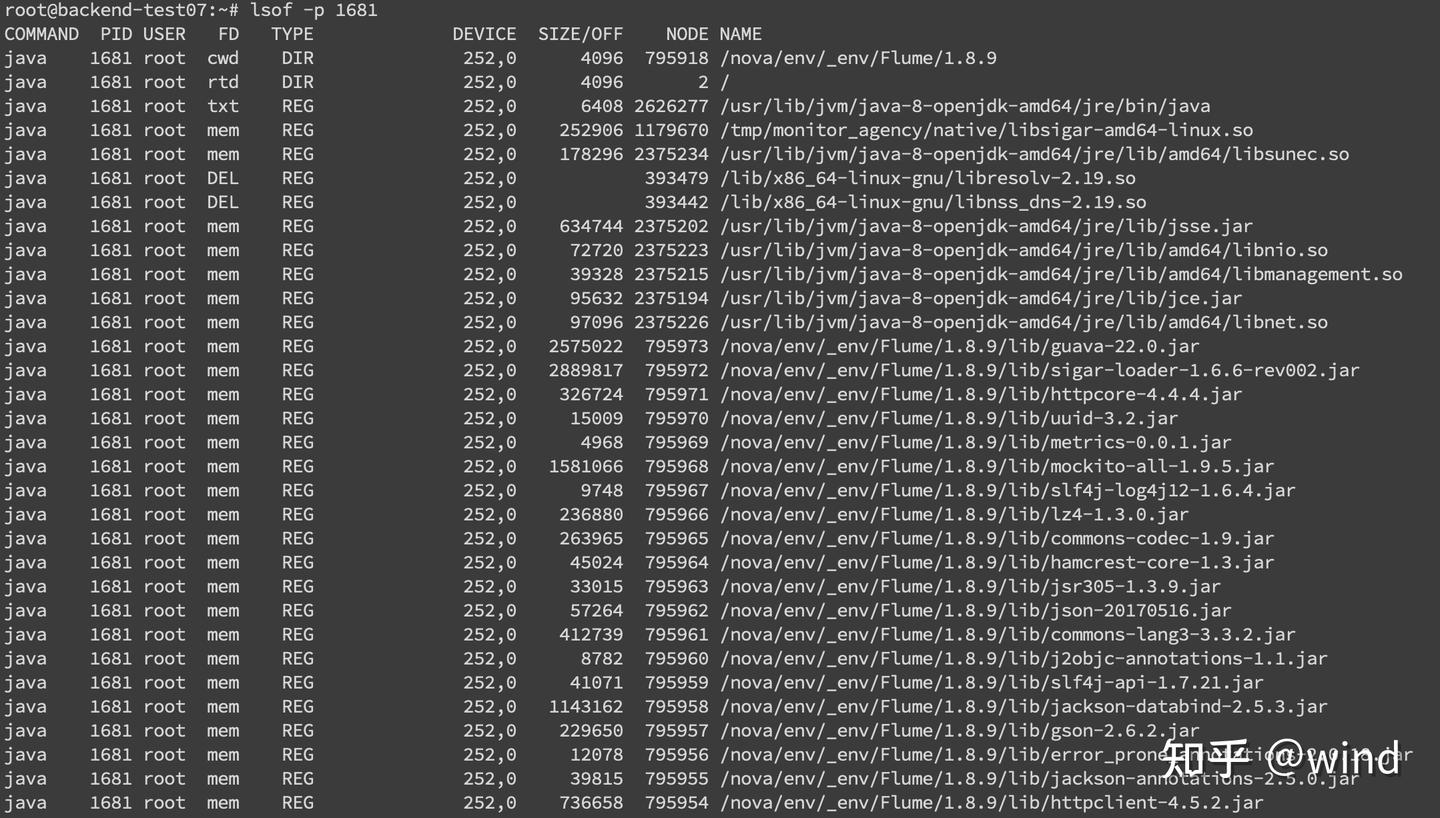 root@backend-test07:~# lsof -p 1681
COMMAND PID USER FD TYPE DEVICE SIZE/OFF NODE NAME
java 1681 root cwd DIR 252,0 4096 795918 /nova/env/_env/Flume/1.8.9
java 1681 root rtd DIR 252,0 4096 2 /
java 1681 root txt REG 252,0 6408 2626277 /usr/lib/jvm/java-8-openjdk-amd64/jre/bin/java
java 1681 root mem REG 252,0 252906 1179670 /tmp/monitor_agency/native/libsigar-amd64-linux.so
java 1681 root mem REG 252,0 178296 2375234 /usr/lib/jvm/java-8-openjdk-amd64/jre/lib/amd64/libsunec.so
java 1681 root DEL REG 252,0 393479 /lib/x86_64-linux-gnu/libresolv-2.19.so
java 1681 root DEL REG 252,0 393442 /lib/x86_64-linux-gnu/libnss_dns-2.19.so
java 1681 root mem REG 252,0 634744 2375202 /usr/lib/jvm/java-8-openjdk-amd64/jre/lib/jsse.jar
java 1681 root mem REG 252,0 72720 2375223 /usr/lib/jvm/java-8-openjdk-amd64/jre/lib/amd64/libnio.so
java 1681 root mem REG 252,0 39328 2375215 /usr/lib/jvm/java-8-openjdk-amd64/jre/lib/amd64/libmanagement.so
java 1681 root mem REG 252,0 95632 2375194 /usr/lib/jvm/java-8-openjdk-amd64/jre/lib/jce.jar
java 1681 root mem REG 252,0 97096 2375226 /usr/lib/jvm/java-8-openjdk-amd64/jre/lib/amd64/libnet.so
java 1681 root mem REG 252,0 2575022 795973 /nova/env/_env/Flume/1.8.9/lib/guava-22.0.jar
java 1681 root mem REG 252,0 2889817 795972 /nova/env/_env/Flume/1.8.9/lib/sigar-loader-1.6.6-rev002.jar
java 1681 root mem REG 252,0 326724 795971 /nova/env/_env/Flume/1.8.9/lib/httpcore-4.4.4.jar
java 1681 root mem REG 252,0 15009 795970 /nova/env/_env/Flume/1.8.9/lib/uuid-3.2.jar
java 1681 root mem REG 252,0 4968 795969 /nova/env/_env/Flume/1.8.9/lib/metrics-0.0.1.jar
java 1681 root mem REG 252,0 1581066 795968 /nova/env/_env/Flume/1.8.9/lib/mockito-all-1.9.5.jar
java 1681 root mem REG 252,0 9748 795967 /nova/env/_env/Flume/1.8.9/lib/slf4j-log4j12-1.6.4.jar
java 1681 root mem REG 252,0 236880 795966 /nova/env/_env/Flume/1.8.9/lib/lz4-1.3.0.jar
java 1681 root mem REG 252,0 263965 795965 /nova/env/_env/Flume/1.8.9/lib/commons-codec-1.9.jar
java 1681 root mem REG 252,0 45024 795964 /nova/env/_env/Flume/1.8.9/lib/hamcrest-core-1.3.jar
java 1681 root mem REG 252,0 33015 795963 /nova/env/_env/Flume/1.8.9/lib/jsr305-1.3.9.jar
java 1681 root mem REG 252,0 57264 795962 /nova/env/_env/Flume/1.8.9/lib/json-20170516.jar
java 1681 root mem REG 252,0 412739 795961 /nova/env/_env/Flume/1.8.9/lib/commons-lang3-3.3.2.jar
java 1681 root mem REG 252,0 8782 795960 /nova/env/_env/Flume/1.8.9/lib/j2objc-annotations-1.1.jar
java 1681 root mem REG 252,0 41071 795959 /nova/env/_env/Flume/1.8.9/lib/slf4j-api-1.7.21.jar
java 1681 root mem REG 252,0 1143162 795958 /nova/env/_env/Flume/1.8.9/lib/jackson-databind-2.5.3.jar
java 1681 root mem REG 252,0 229650 795957 /nova/env/_env/Flume/1.8.9/lib/gson-2.6.2.jar
java 1681 root mem REG 252,0 12078 795956
java 1681 root mem REG 252,0 39815 795955 /nova/env/_env/Flume/1.8.9/lib/jackson-annotations-2.5.0.jar
java 1681 root mem REG 252,0 736658 795954 /nova/env/_env/Flume/1.8.9/lib/httpclient-4.5.2.jar
知乎 @wind